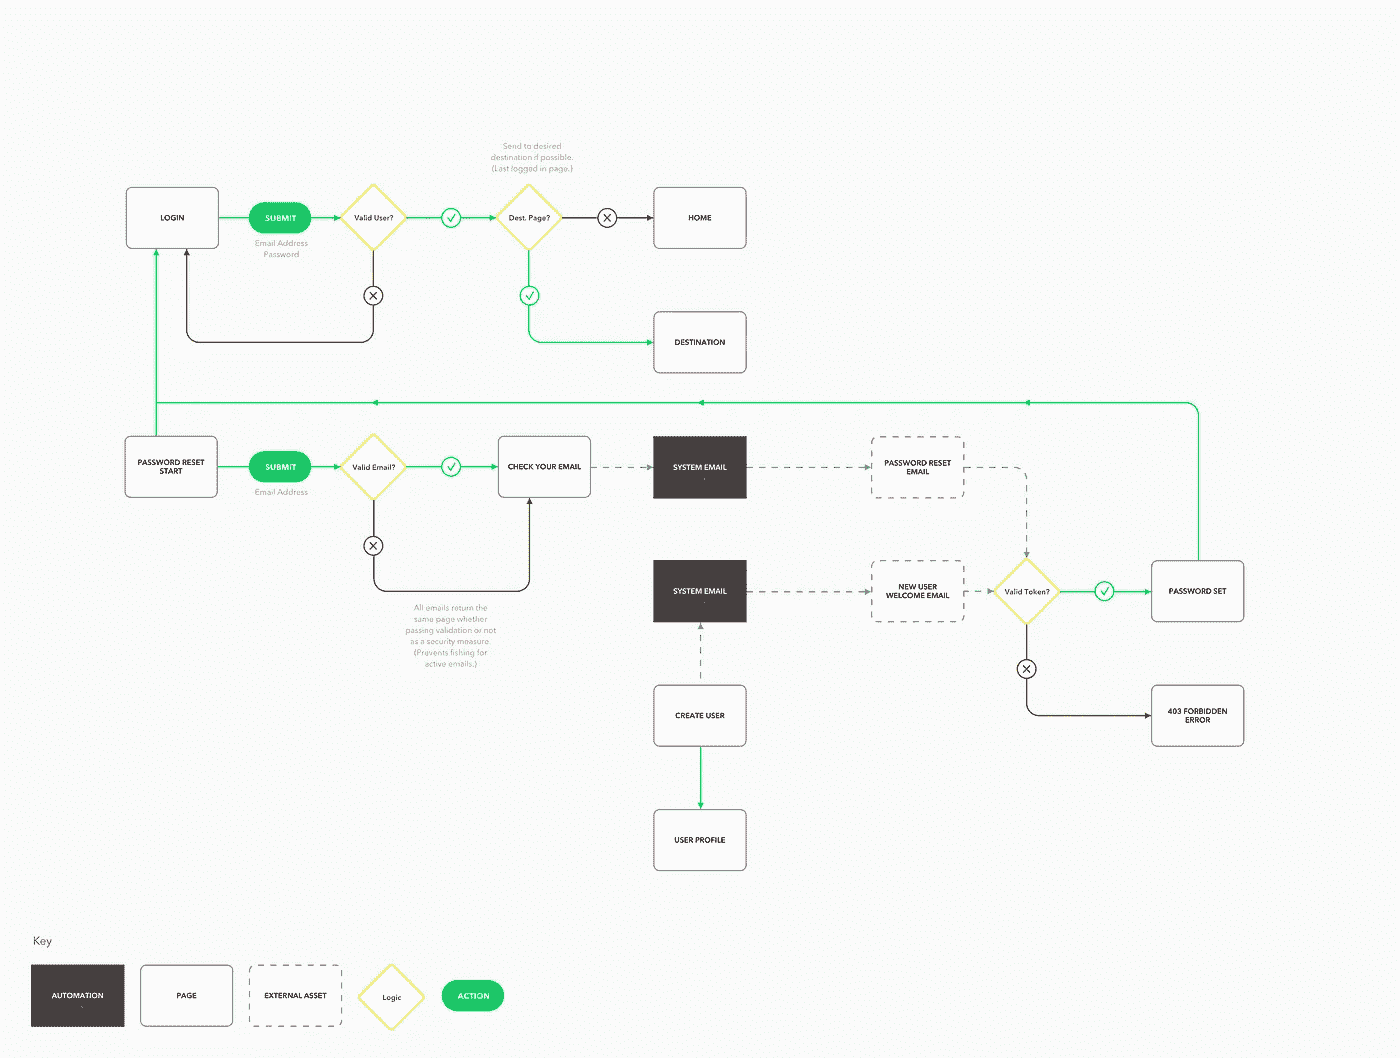 Send to desired
destination if possible.
(Last logged in page.)
LOGIN
SUBMIT
Valid User?
Dest. Page?
HOME
Email Address
Password
DESTINATION
PASSWORD RESET
START
SUBMIT
Valid Email?
CHECK YOUR EMAIL
SYSTEM EMAIL
PASSWORD RESET
EMAIL
Email Address
SYSTEM EMAIL
NEW USER
WELCOME EMAIL
Valid Token?
PASSWORD SET
All emails return the
same page whether
passing validation or not
as a security measure.
(Prevents fishing for
active emails.)
CREATE USER
403 FORBIDDEN
ERROR
USER PROFILE
Key
AUTOMATION
PAGE
EXTERNAL ASSET
Logic
ACTION